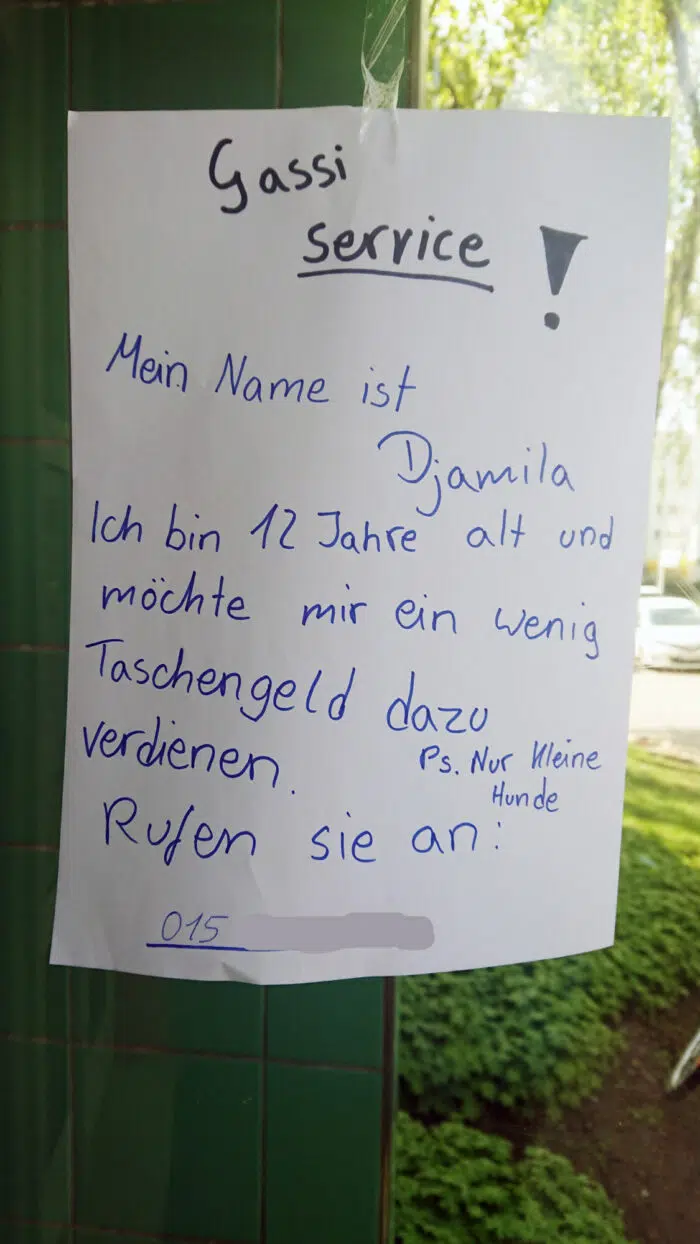 Gassi
service !
Mein Name ist
Djamila
Ich bin 12 Jahre alt und
möchte mir ein wenig
Taschengeld dazu
verdienen.
Ps. Nur Kleine
Hunde
Rufen sie an:
015